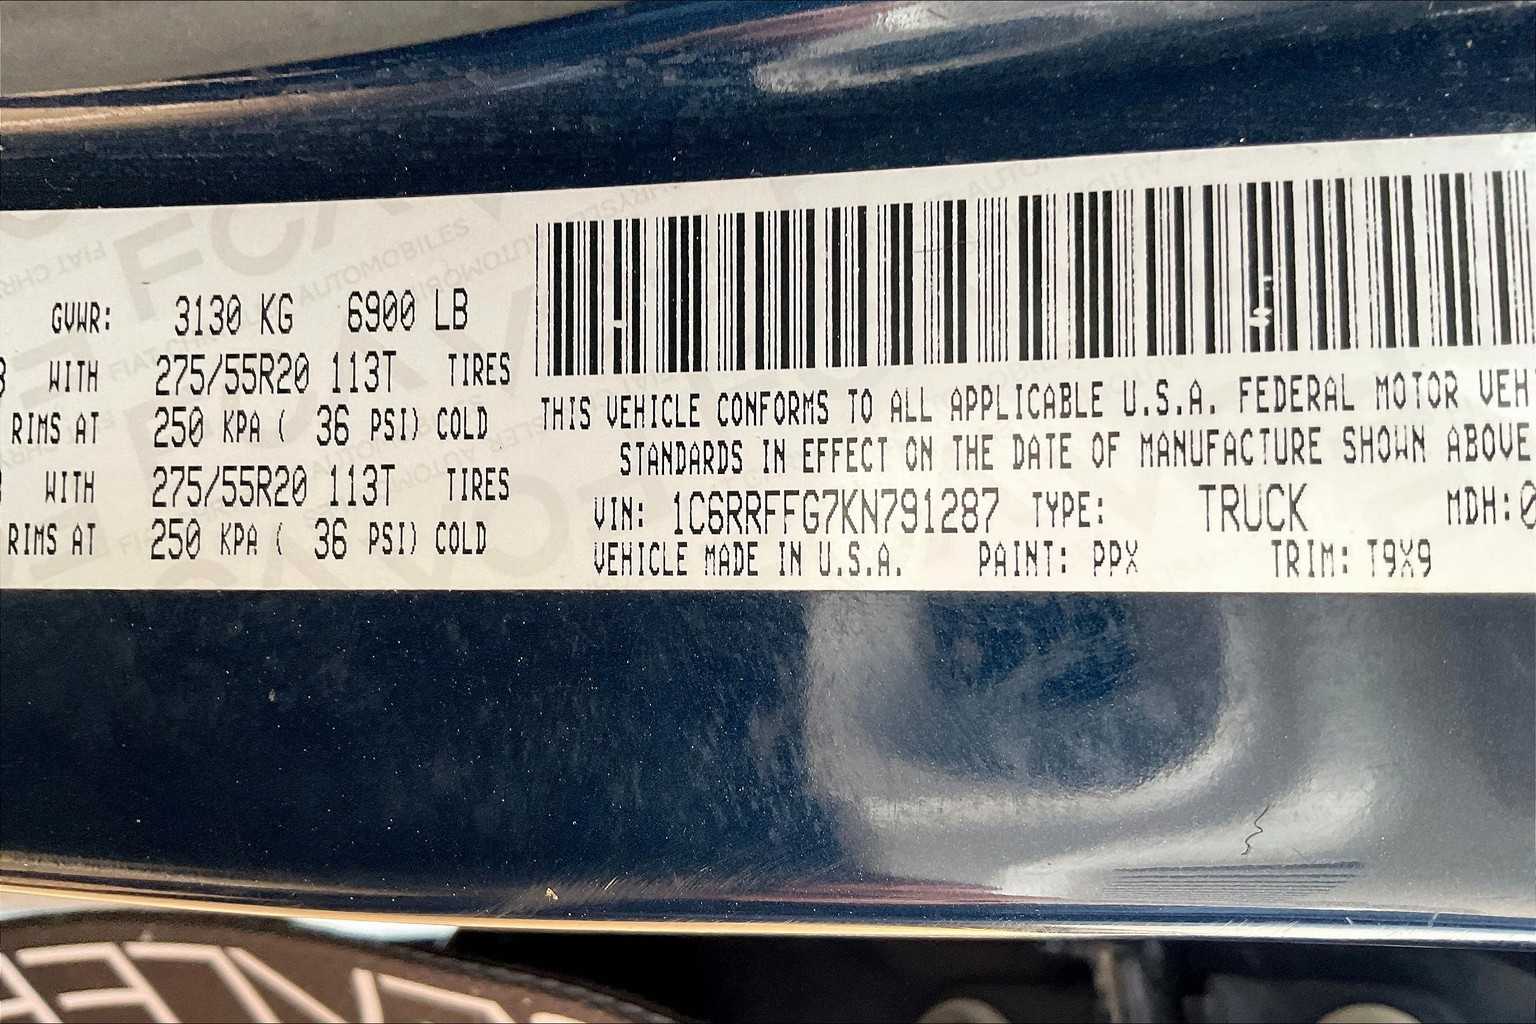 GVWR: 3130 KG 6900 LB
WITH 275/55R20 113T TIRES
RIMS AT 250 KPA ( 36 PSI) COLD
WITH 275/55R20 113T TIRES
RIMS AT 250 KPA ( 36 PSI) COLD
THIS VEHICLE CONFORMS TO ALL APPLICABLE U.S.A. FEDERAL MOTOR VEH
STANDARDS IN EFFECT ON THE DATE OF MANUFACTURE SHOWN ABOVE
VIN: 1C6RRFFG7KN791287 TYPE: TRUCK MDH:0
VEHICLE MADE IN U.S.A. PAINT: PPX TRIM: T9X9